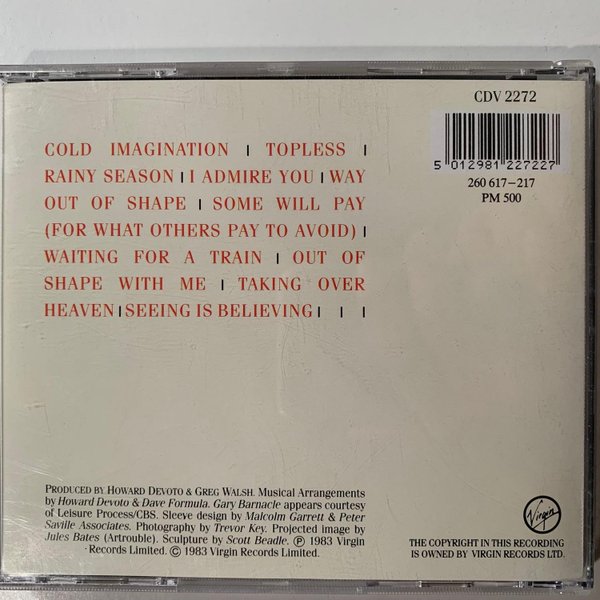 CDV 2272
5 012981 227227
260 617–217
PM 500
COLD IMAGINATION | TOPLESS |
RAINY SEASON | I ADMIRE YOU | WAY
OUT OF SHAPE | SOME WILL PAY
(FOR WHAT OTHERS PAY TO AVOID) |
WAITING FOR A TRAIN | OUT OF
SHAPE WITH ME | TAKING OVER
HEAVEN | SEEING IS BELIEVING | | |
PRODUCED BY HOWARD DEVOTO & GREG WALSH. Musical Arrangements
by Howard Devoto & Dave Formula. Gary Barnacle appears courtesy
of Leisure Process/CBS. Sleeve design by Malcolm Garrett & Peter
Saville Associates. Photography by Trevor Key. Projected image by
Jules Bates (Artrouble). Sculpture by Scott Beadle. Ⓟ 1983 Virgin
Records Limited. © 1983 Virgin Records Limited.
Virgin
THE COPYRIGHT IN THIS RECORDING
IS OWNED BY VIRGIN RECORDS LTD.